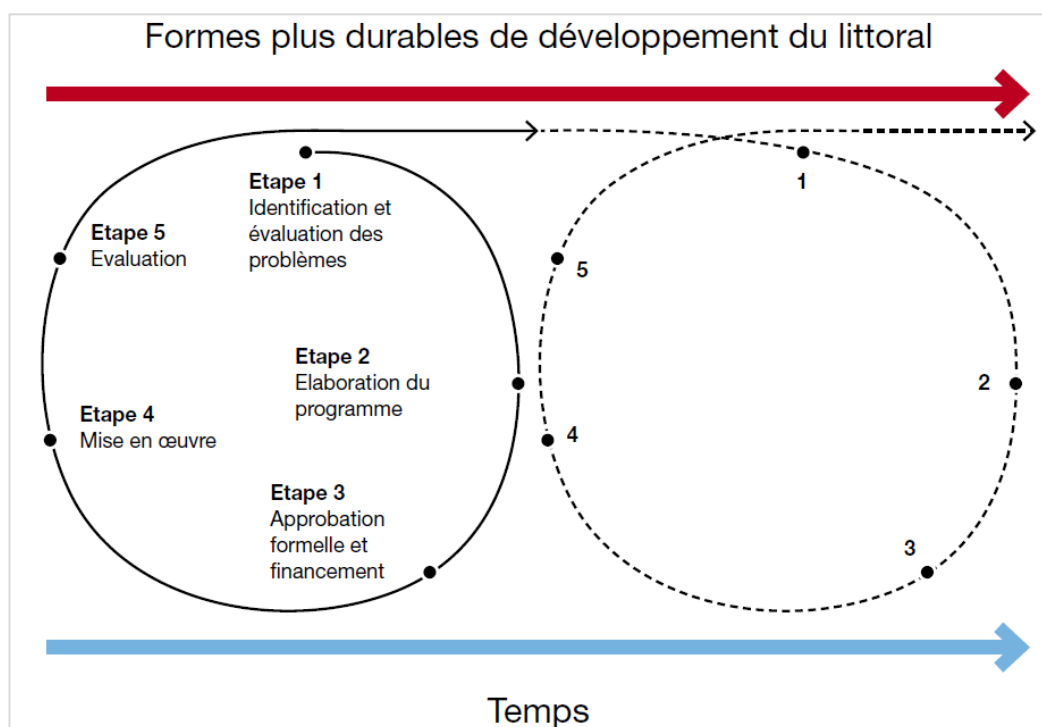 Formes plus durables de développement du littoral
Etape 1
Identification et
évaluation des
problèmes
Etape 2
Elaboration du
programme
Etape 3
Approbation
formelle et
financement
Etape 4
Mise en œuvre
Etape 5
Evaluation
1
2
3
4
5
Temps